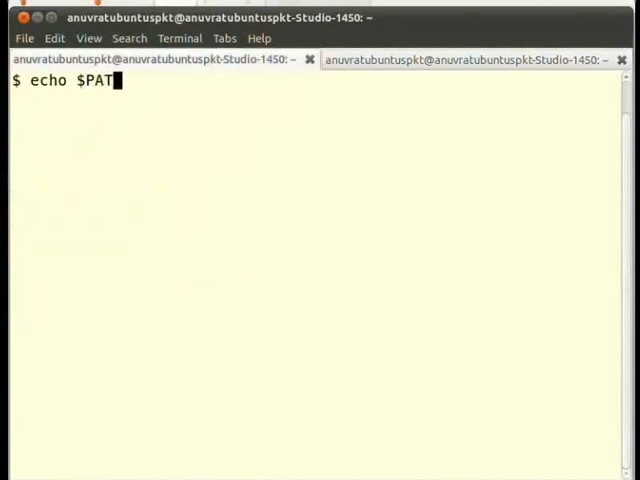 anuvratubuntuspkt@anuvratubuntuspkt-Studio-1450: ~
File Edit View Search Terminal Tabs Help
anuvratubuntuspkt@anuvratubuntuspkt-Studio-1450: ~ anuvratubuntuspkt@anuvratubuntuspkt-Studio-1450: ~
$ echo $PAT